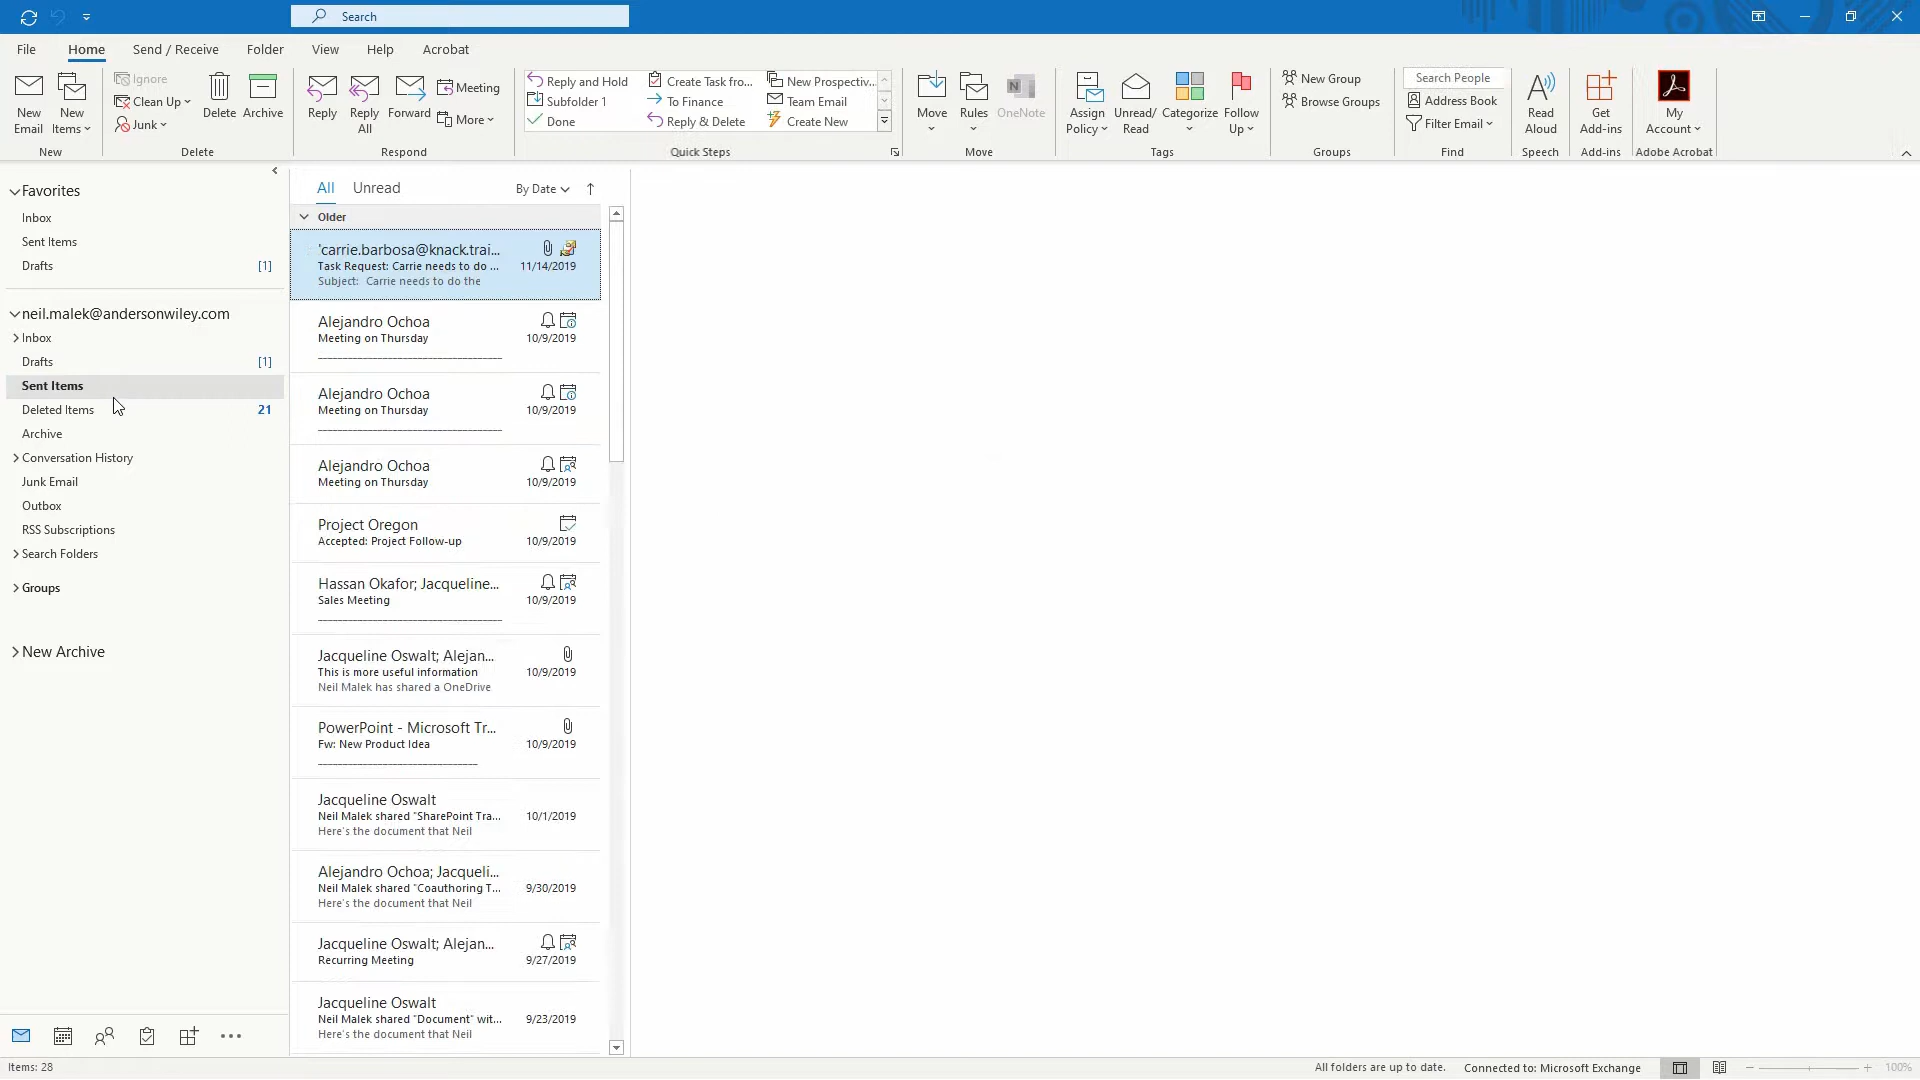 Search
File Home Send / Receive Folder View Help Acrobat
New Email
New Items
New
Ignore
Clean Up
Junk
Delete
Archive
Delete
Reply
Reply All
Forward
Meeting
More
Respond
Reply and Hold
Subfolder 1
Done
Create Task fro...
To Finance
Reply & Delete
New Prospectiv...
Team Email
Create New
Quick Steps
Move
Rules
OneNote
Move
Assign Policy
Unread/ Read
Categorize
Follow Up
Tags
New Group
Browse Groups
Groups
Search People
Address Book
Filter Email
Find
Read Aloud
Speech
Get Add-ins
Add-ins
My Account
Adobe Acrobat
Favorites
Inbox
Sent Items
Drafts [1]
neil.malek@andersonwiley.com
Inbox
Drafts [1]
Sent Items
Deleted Items 21
Archive
Conversation History
Junk Email
Outbox
RSS Subscriptions
Search Folders
Groups
New Archive
All Unread By Date
Older
'carrie.barbosa@knack.trai...
Task Request: Carrie needs to do ... 11/14/2019
Subject: Carrie needs to do the
Alejandro Ochoa
Meeting on Thursday 10/9/2019
Alejandro Ochoa
Meeting on Thursday 10/9/2019
Alejandro Ochoa
Meeting on Thursday 10/9/2019
Project Oregon
Accepted: Project Follow-up 10/9/2019
Hassan Okafor; Jacqueline...
Sales Meeting 10/9/2019
Jacqueline Oswalt; Alejan...
This is more useful information 10/9/2019
Neil Malek has shared a OneDrive
PowerPoint - Microsoft Tr...
Fw: New Product Idea 10/9/2019
Jacqueline Oswalt
Neil Malek shared "SharePoint Tra... 10/1/2019
Here's the document that Neil
Alejandro Ochoa; Jacqueli...
Neil Malek shared "Coauthoring T... 9/30/2019
Here's the document that Neil
Jacqueline Oswalt; Alejan...
Recurring Meeting 9/27/2019
Jacqueline Oswalt
Neil Malek shared "Document" wit... 9/23/2019
Here's the document that Neil
Items: 28
All folders are up to date. Connected to: Microsoft Exchange 100%